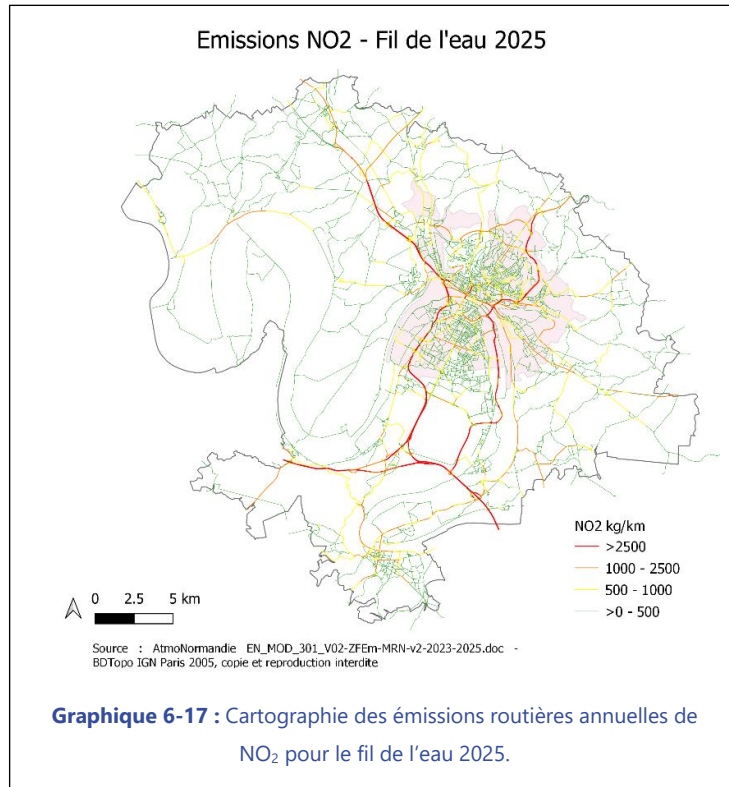 Emissions NO2 - Fil de l'eau 2025
NO2 kg/km
>2500
1000 - 2500
500 - 1000
>0 - 500
0 2.5 5 km
Source : AtmoNormandie EN_MOD_301_V02-ZFEm-MRN-v2-2023-2025.doc -
BDTopo IGN Paris 2005, copie et reproduction interdite
Graphique 6-17 : Cartographie des émissions routières annuelles de
NO₂ pour le fil de l'eau 2025.